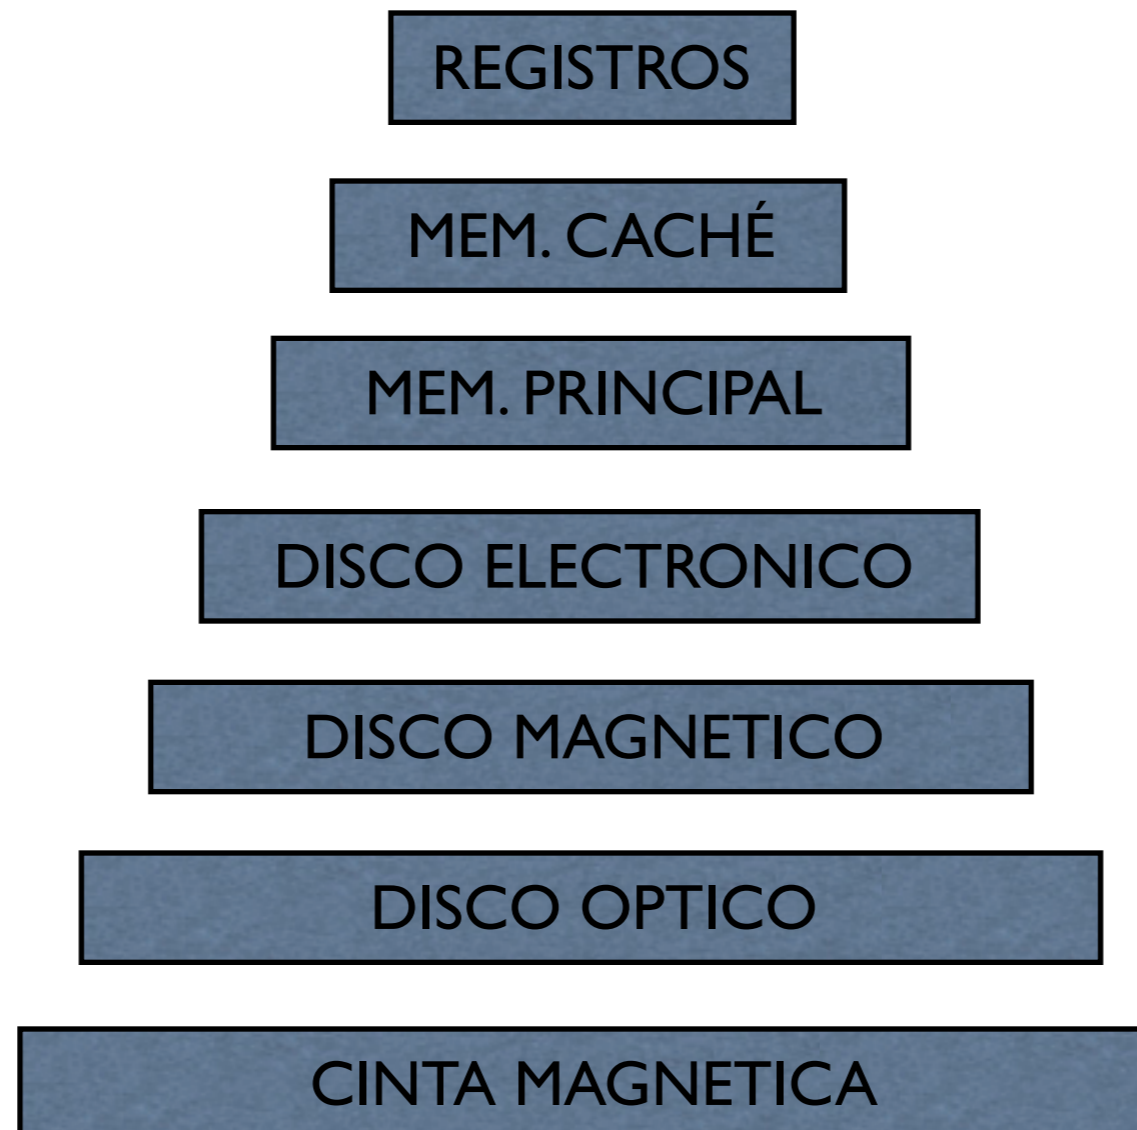 REGISTROS
MEM. CACHÉ
MEM. PRINCIPAL
DISCO ELECTRONICO
DISCO MAGNETICO
DISCO OPTICO
CINTA MAGNETICA